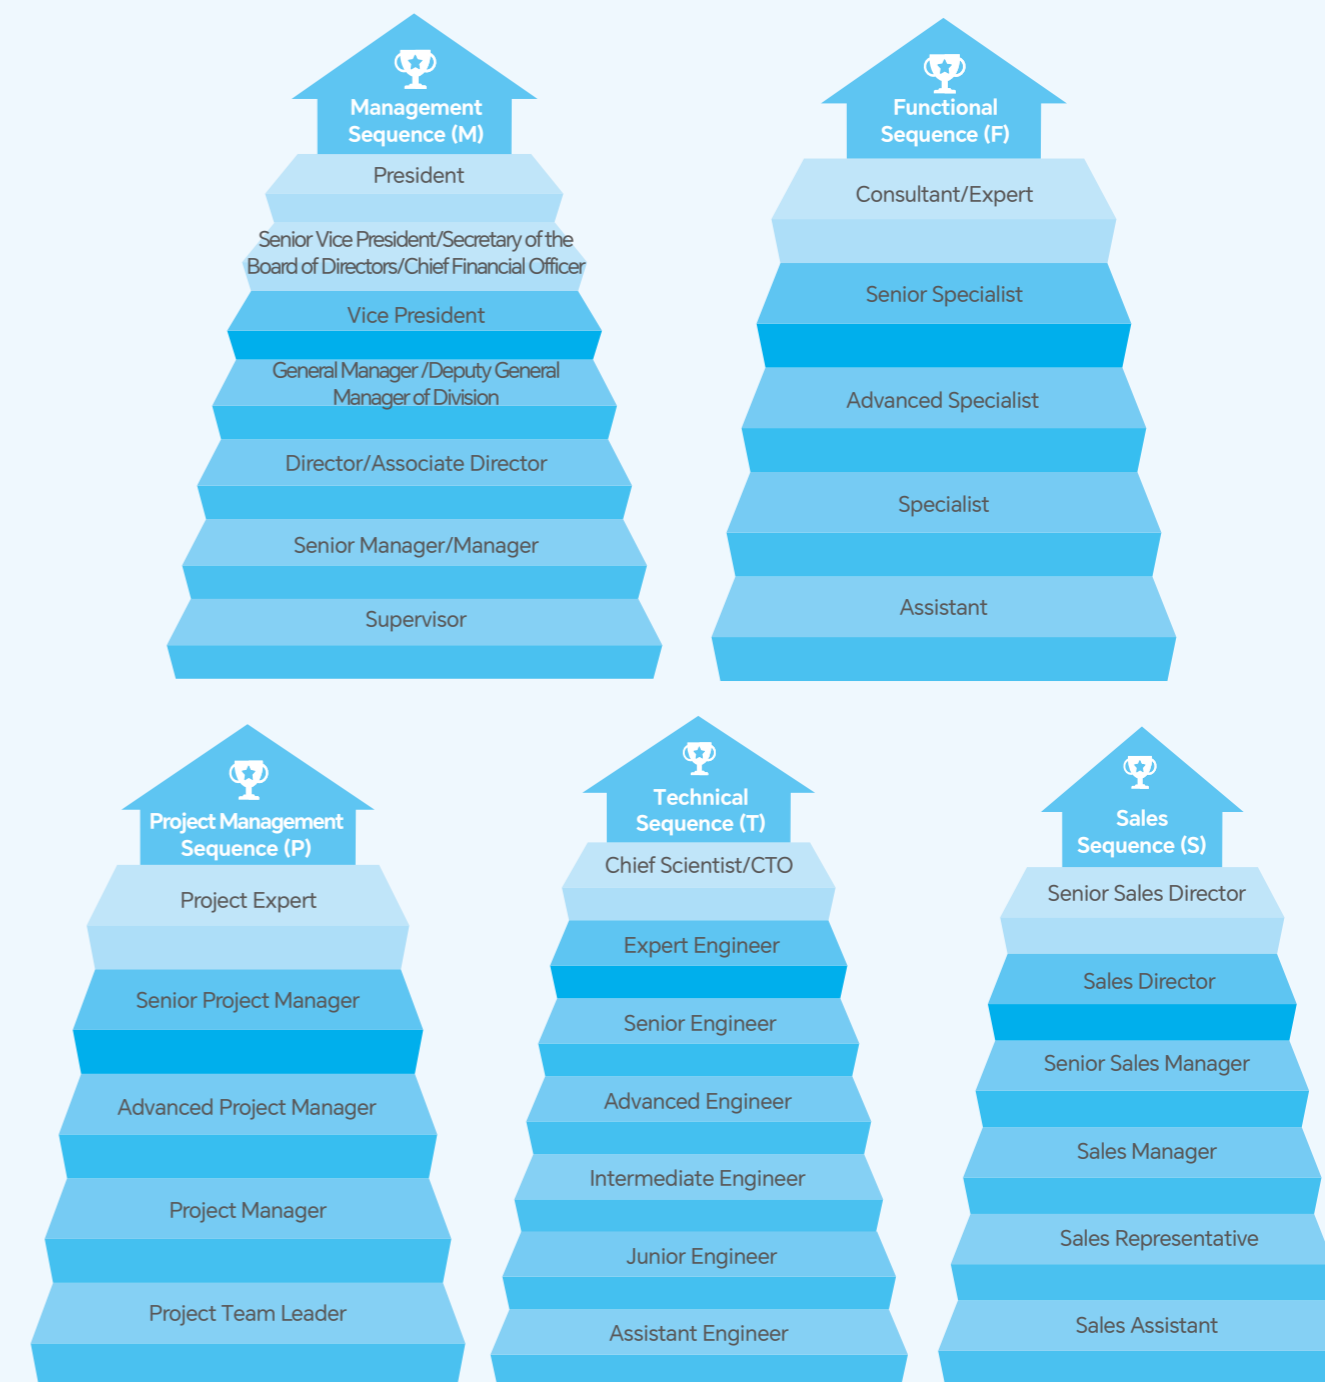 Management
Sequence (M)
President
Senior Vice President/Secretary of the
Board of Directors/Chief Financial Officer
Vice President
General Manager /Deputy General
Manager of Division
Director/Associate Director
Senior Manager/Manager
Supervisor
Functional
Sequence (F)
Consultant/Expert
Senior Specialist
Advanced Specialist
Specialist
Assistant
Project Management
Sequence (P)
Project Expert
Senior Project Manager
Advanced Project Manager
Project Manager
Project Team Leader
Technical
Sequence (T)
Chief Scientist/CTO
Expert Engineer
Senior Engineer
Advanced Engineer
Intermediate Engineer
Junior Engineer
Assistant Engineer
Sales
Sequence (S)
Senior Sales Director
Sales Director
Senior Sales Manager
Sales Manager
Sales Representative
Sales Assistant